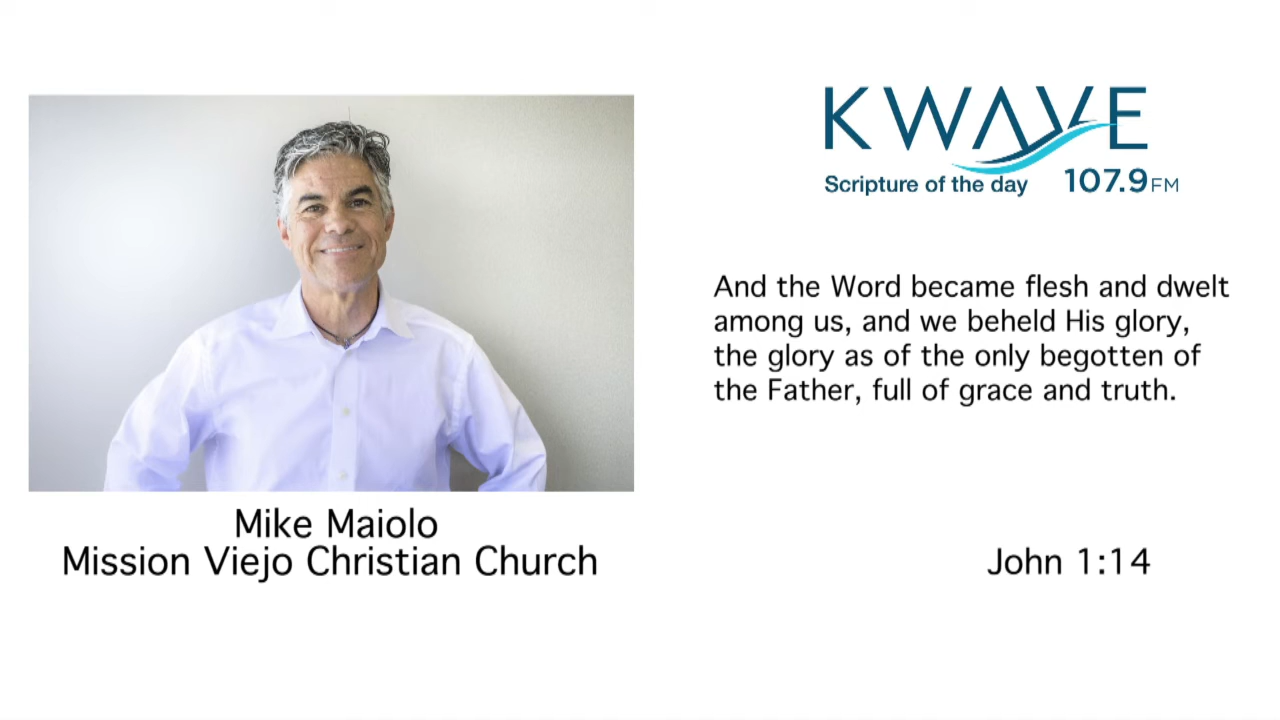 KWAVE
Scripture of the day 107.9 FM
And the Word became flesh and dwelt
among us, and we beheld His glory,
the glory as of the only begotten of
the Father, full of grace and truth.
Mike Maiolo
Mission Viejo Christian Church
John 1:14